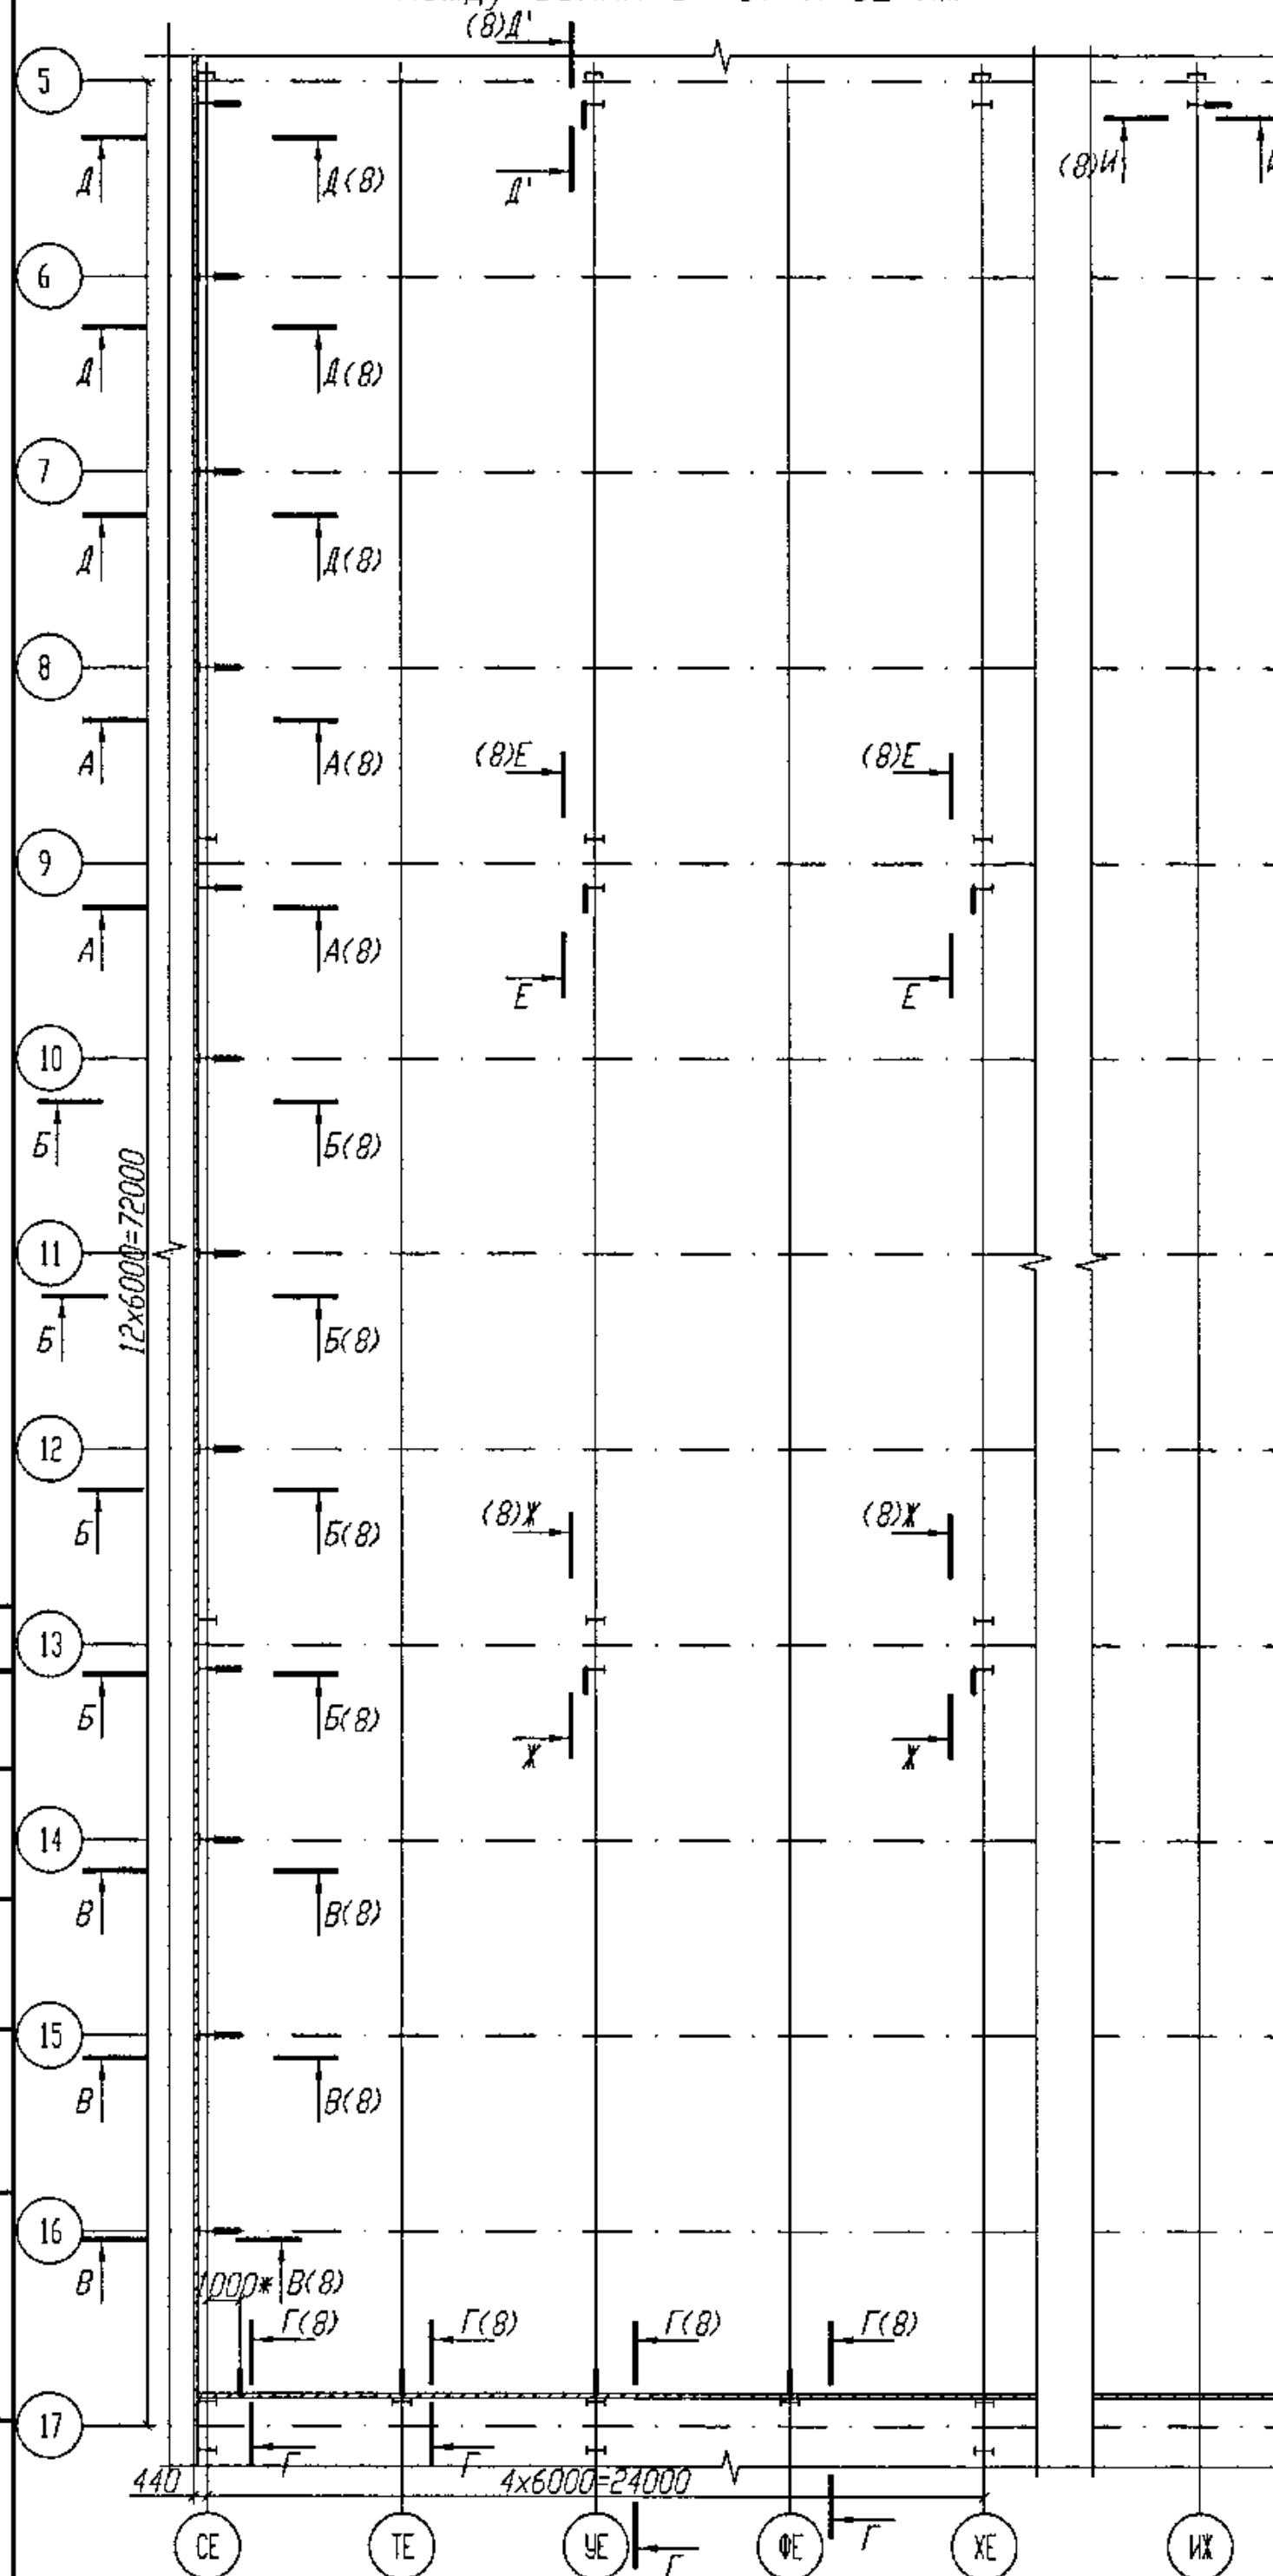 (8)Д'
5
Д
Д(8)
Д'
(8)И
6
Д
Д(8)
7
Д
Д(8)
8
А
А(8)
(8)Е
(8)Е
9
А
А(8)
Е
Е
10
Б
Б(8)
12х6000=72000
11
Б
Б(8)
12
Б
Б(8)
(8)Ж
(8)Ж
13
Б
Б(8)
Ж
Ж
14
В
В(8)
15
В
В(8)
16
В
1000* В(8)
Г(8)
Г(8)
Г(8)
Г(8)
17
Г
Г
440
4х6000=24000
СЕ
ТЕ
УЕ
Г
ФЕ
Г
ХЕ
ИЖ